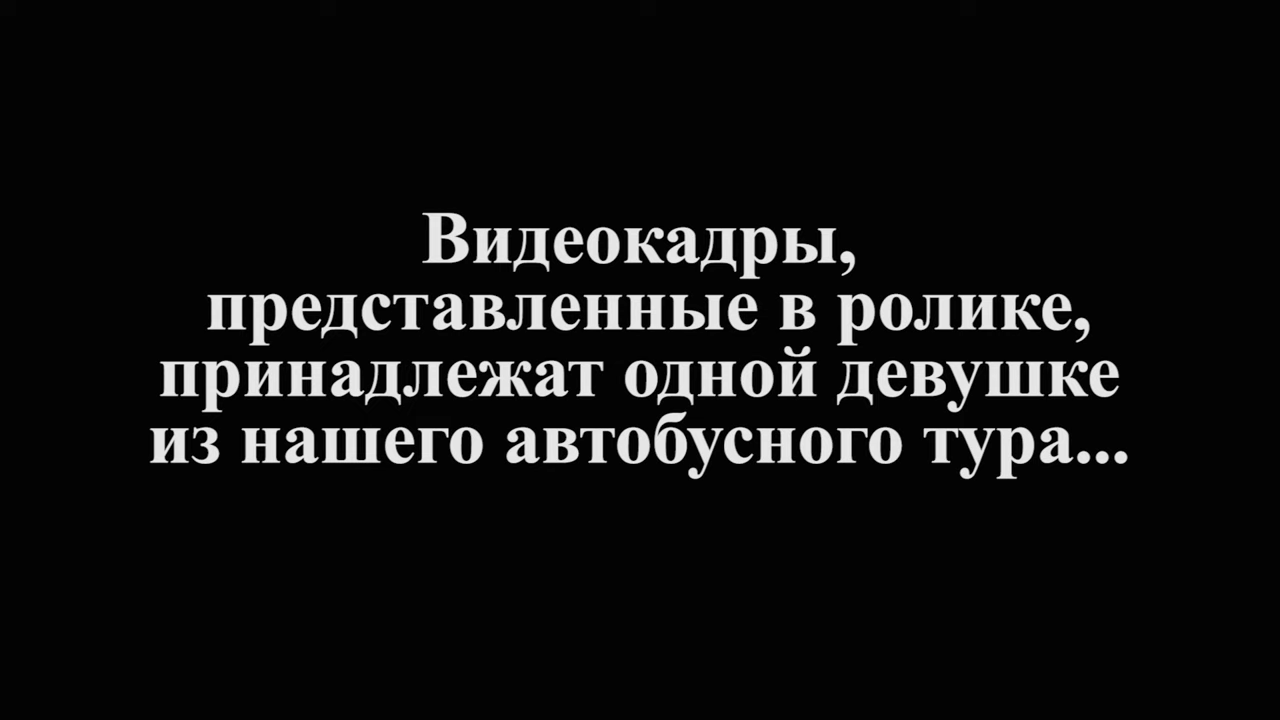 Видеокадры,
представленные в ролике,
принадлежат одной девушке
из нашего автобусного тура...